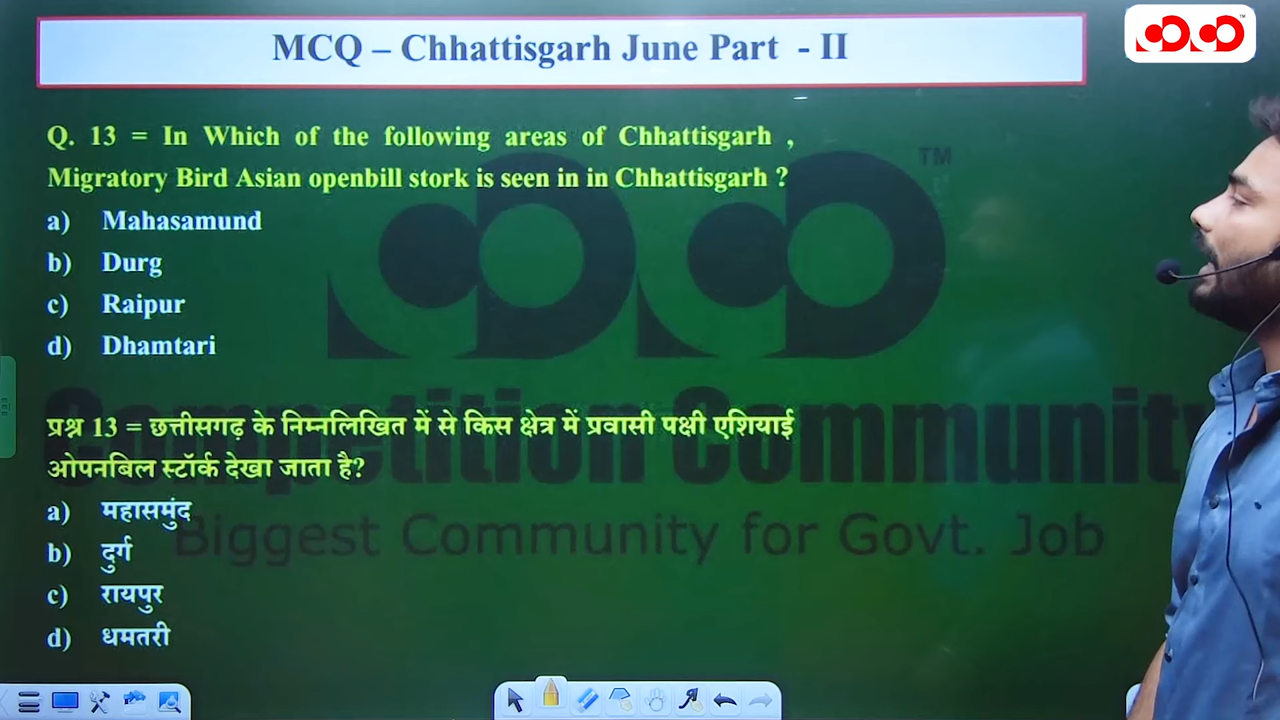 MCQ – Chhattisgarh June Part - II
Q. 13 = In Which of the following areas of Chhattisgarh ,
Migratory Bird Asian openbill stork is seen in in Chhattisgarh ?
a) Mahasamund
b) Durg
c) Raipur
d) Dhamtari
प्रश्न 13 = छत्तीसगढ़ के निम्नलिखित में से किस क्षेत्र में प्रवासी पक्षी एशियाई
ओपनबिल स्टॉर्क देखा जाता है?
a) महासमुंद
b) दुर्ग
c) रायपुर
d) धमतरी
TM
Competition Community
Biggest Community for Govt. Job